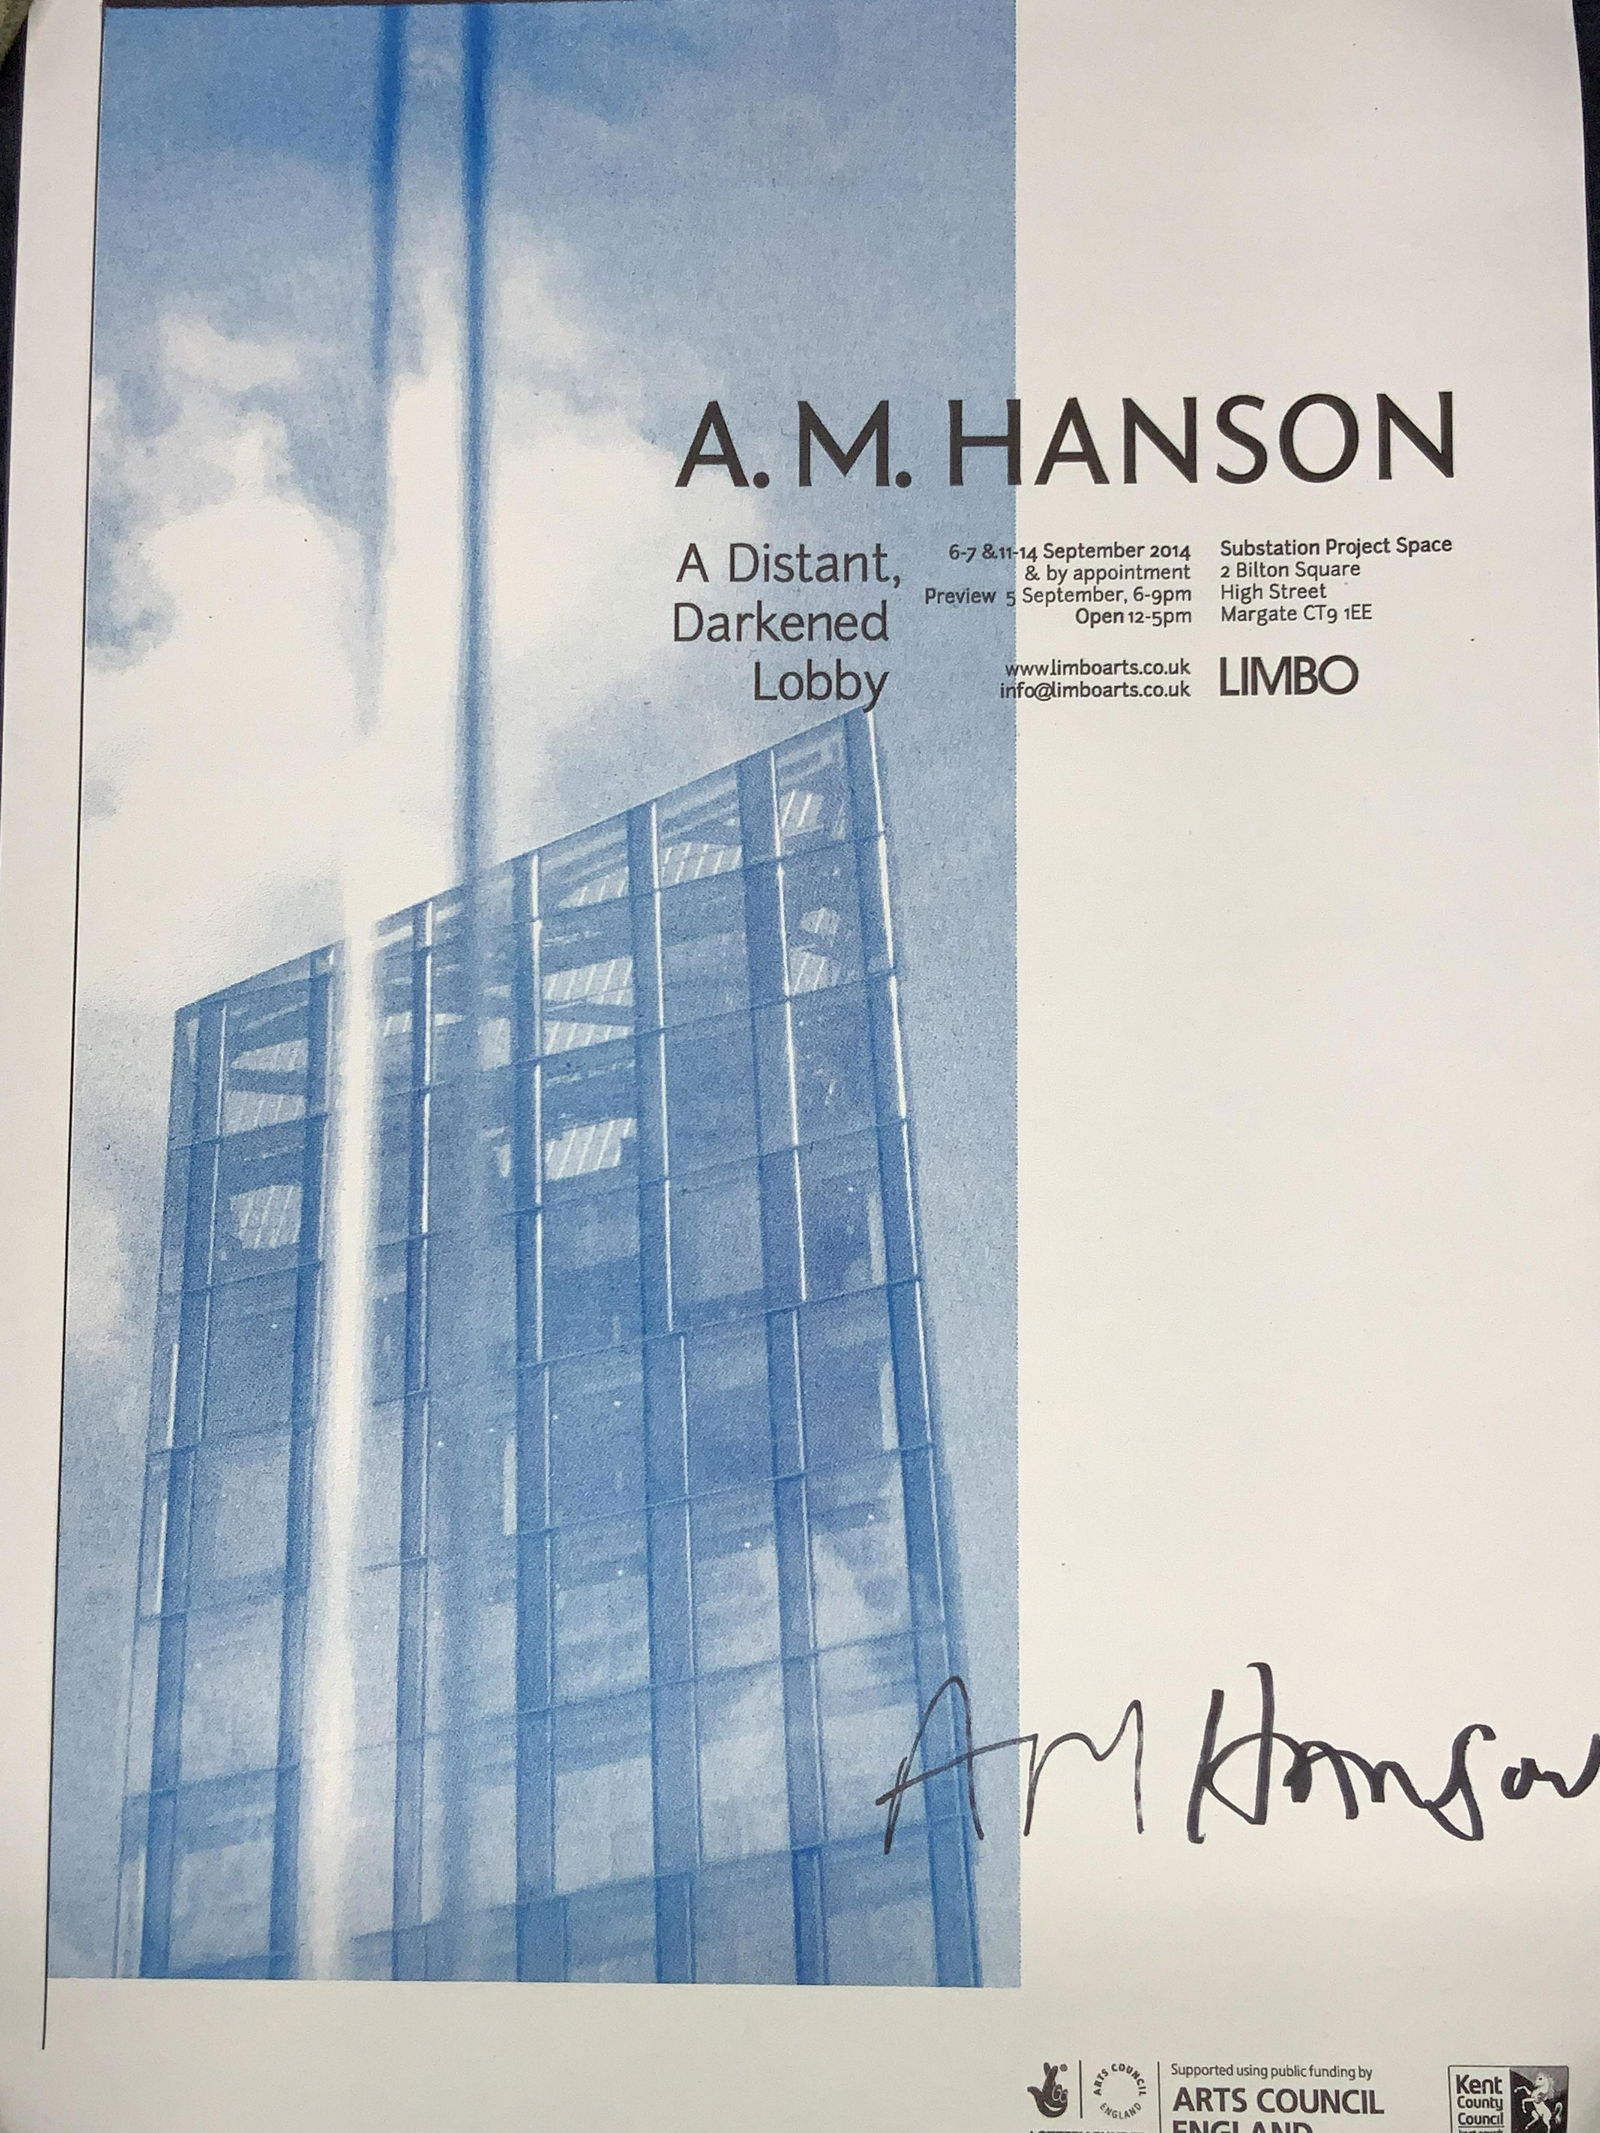 A. M. HANSON
A Distant,
Darkened
Lobby
6-7 & 11-14 September 2014
& by appointment
Preview 5 September, 6-9pm
Open 12-5pm
www.limboarts.co.uk
info@limboarts.co.uk
Substation Project Space
2 Bilton Square
High Street
Margate CT9 1EE
LIMBO
AM Hanson
ARTS COUNCIL
ENGLAND
Supported using public funding by
ARTS COUNCIL
ENGLAND
Kent
County
Council